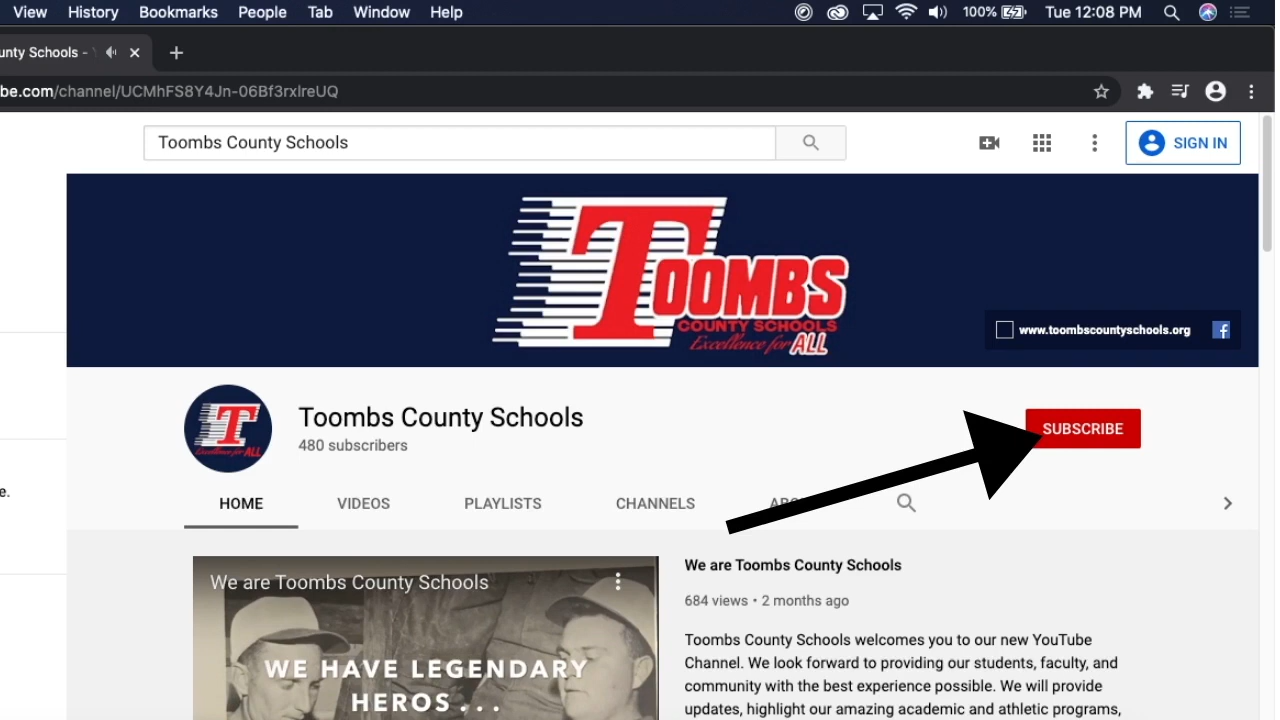 View History Bookmarks People Tab Window Help 100% Tue 12:08 PM
unty Schools -
be.com/channel/UCMhFS8Y4Jn-06Bf3rxIreUQ
Toombs County Schools
SIGN IN
TOOMBS
COUNTY SCHOOLS
Excellence for ALL
www.toombscountyschools.org f
T
Excellence for ALL
Toombs County Schools
480 subscribers
SUBSCRIBE
HOME VIDEOS PLAYLISTS CHANNELS
We are Toombs County Schools
WE HAVE LEGENDARY
HEROS . . .
We are Toombs County Schools
684 views • 2 months ago
Toombs County Schools welcomes you to our new YouTube
Channel. We look forward to providing our students, faculty, and
community with the best experience possible. We will provide
updates, highlight our amazing academic and athletic programs,
e.